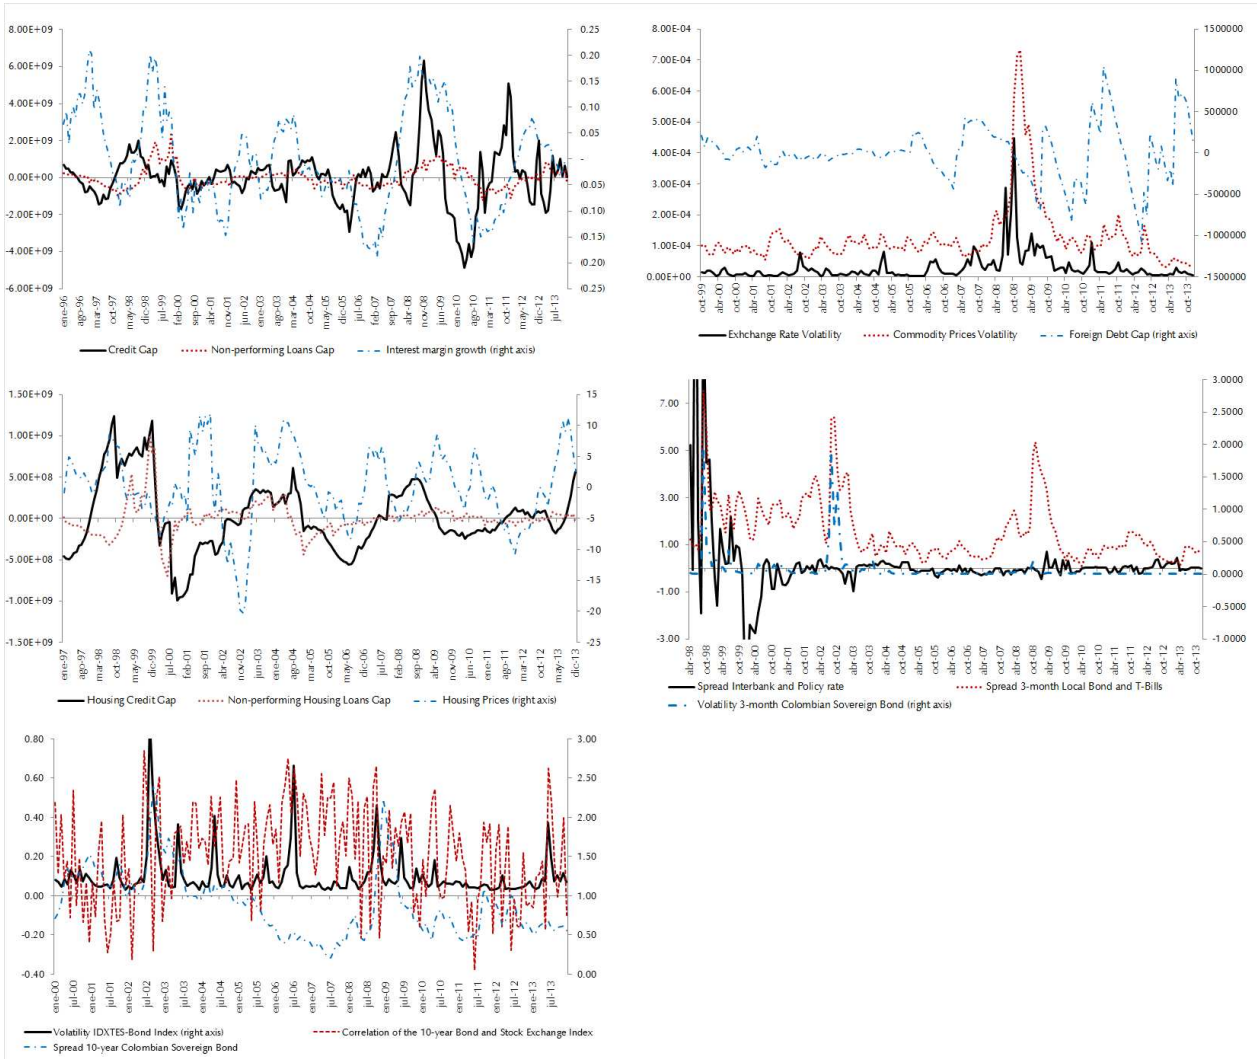 8.00E+09
6.00E+09
4.00E+09
2.00E+09
0.00E+00
-2.00E+09
-4.00E+09
-6.00E+09
0.25
0.20
0.15
0.10
0.05
-
(0.05)
(0.10)
(0.15)
(0.20)
(0.25)
ene-96 ago-96 mar-97 oct-97 may-98 dic-98 jul-99 feb-00 sep-00 abr-01 nov-01 jun-02 ene-03 ago-03 mar-04 oct-04 may-05 dic-05 jul-06 feb-07 sep-07 abr-08 nov-08 jun-09 ene-10 ago-10 mar-11 oct-11 may-12 dic-12 jul-13
Credit Gap Non-performing Loans Gap Interest margin growth (right axis)
8.00E-04
7.00E-04
6.00E-04
5.00E-04
4.00E-04
3.00E-04
2.00E-04
1.00E-04
0.00E+00
1500000
1000000
500000
0
-500000
-1000000
-1500000
oct-99 abr-00 oct-00 abr-01 oct-01 abr-02 oct-02 abr-03 oct-03 abr-04 oct-04 abr-05 oct-05 abr-06 oct-06 abr-07 oct-07 abr-08 oct-08 abr-09 oct-09 abr-10 oct-10 abr-11 oct-11 abr-12 oct-12 abr-13 oct-13
Exhchange Rate Volatility Commodity Prices Volatility Foreign Debt Gap (right axis)
1.50E+09
1.00E+09
5.00E+08
0.00E+00
-5.00E+08
-1.00E+09
-1.50E+09
15
10
5
0
-5
-10
-15
-20
-25
ene-97 ago-97 mar-98 oct-98 may-99 dic-99 jul-00 feb-01 sep-01 abr-02 nov-02 jun-03 ene-04 ago-04 mar-05 oct-05 may-06 dic-06 jul-07 feb-08 sep-08 abr-09 nov-09 jun-10 ene-11 ago-11 mar-12 oct-12 may-13 dic-13
Housing Credit Gap Non-performing Housing Loans Gap Housing Prices (right axis)
7.00
5.00
3.00
1.00
-1.00
-3.00
3.0000
2.5000
2.0000
1.5000
1.0000
0.5000
0.0000
-0.5000
-1.0000
abr-98 oct-98 abr-99 oct-99 abr-00 oct-00 abr-01 oct-01 abr-02 oct-02 abr-03 oct-03 abr-04 oct-04 abr-05 oct-05 abr-06 oct-06 abr-07 oct-07 abr-08 oct-08 abr-09 oct-09 abr-10 oct-10 abr-11 oct-11 abr-12 oct-12 abr-13 oct-13
Spread Interbank and Policy rate Spread 3-month Local Bond and T-Bills
Volatility 3-month Colombian Sovereign Bond (right axis)
0.80
0.60
0.40
0.20
0.00
-0.20
-0.40
3.00
2.50
2.00
1.50
1.00
0.50
0.00
ene-00 jul-00 ene-01 jul-01 ene-02 jul-02 ene-03 jul-03 ene-04 jul-04 ene-05 jul-05 ene-06 jul-06 ene-07 jul-07 ene-08 jul-08 ene-09 jul-09 ene-10 jul-10 ene-11 jul-11 ene-12 jul-12 ene-13 jul-13
Volatility IDXTES-Bond Index (right axis) Correlation of the 10-year Bond and Stock Exchange Index
Spread 10-year Colombian Sovereign Bond